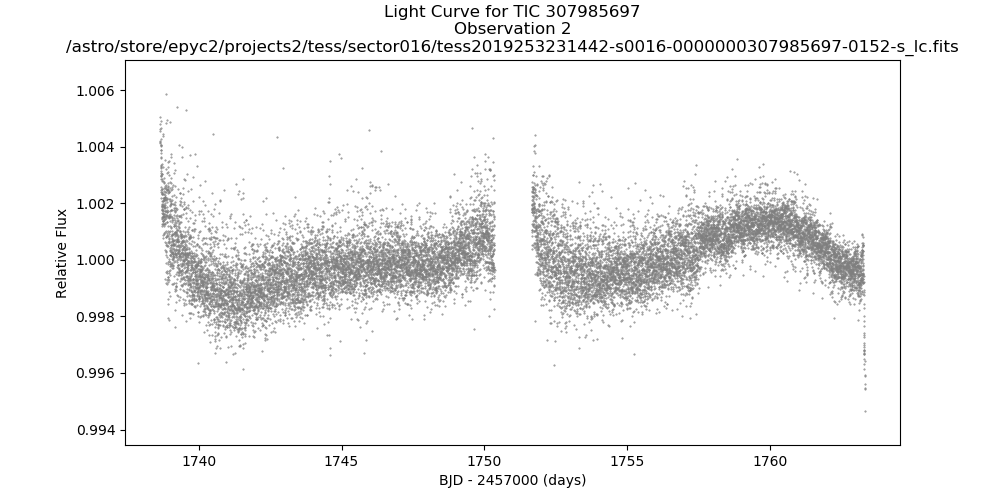 Light Curve for TIC 307985697
Observation 2
/astro/store/epyc2/projects2/tess/sector016/tess2019253231442-s0016-0000000307985697-0152-s_lc.fits
1.006
1.004
1.002
1.000
0.998
0.996
0.994
Relative Flux
1740
1745
1750
1755
1760
BJD - 2457000 (days)